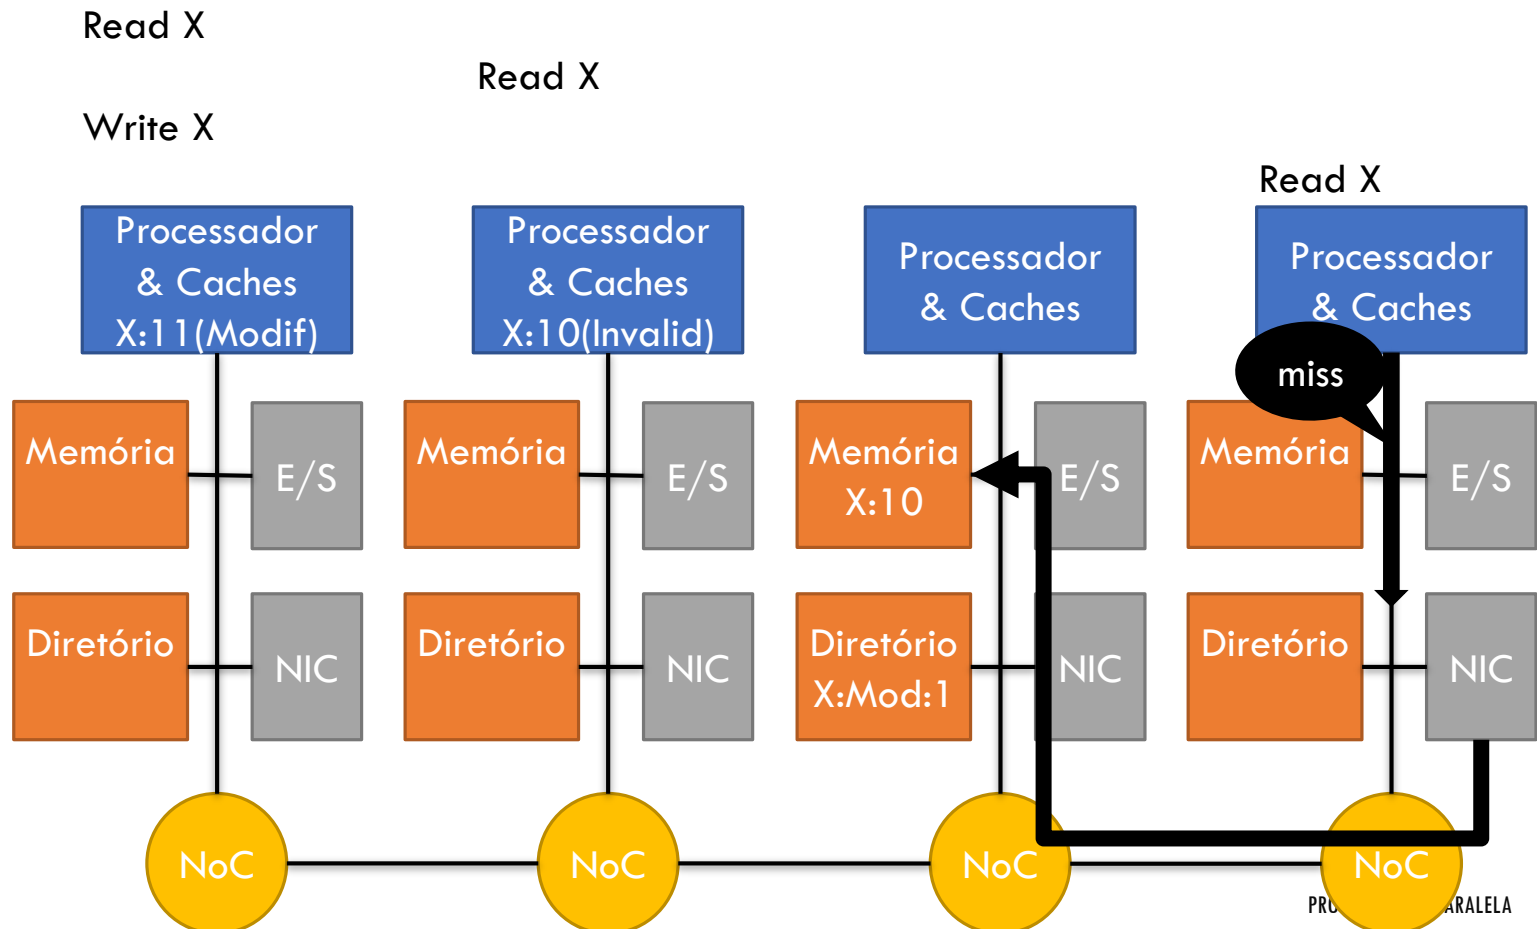 Read X
Read X
Write X
Read X
Processador
& Caches
X:11(Modif)
Processador
& Caches
X:10(Invalid)
Processador
& Caches
Processador
& Caches
miss
Memória
E/S
Memória
E/S
Memória
X:10
E/S
Memória
E/S
Diretório
NIC
Diretório
NIC
Diretório
X:Mod:1
NIC
Diretório
NIC
NoC
NoC
NoC
NoC